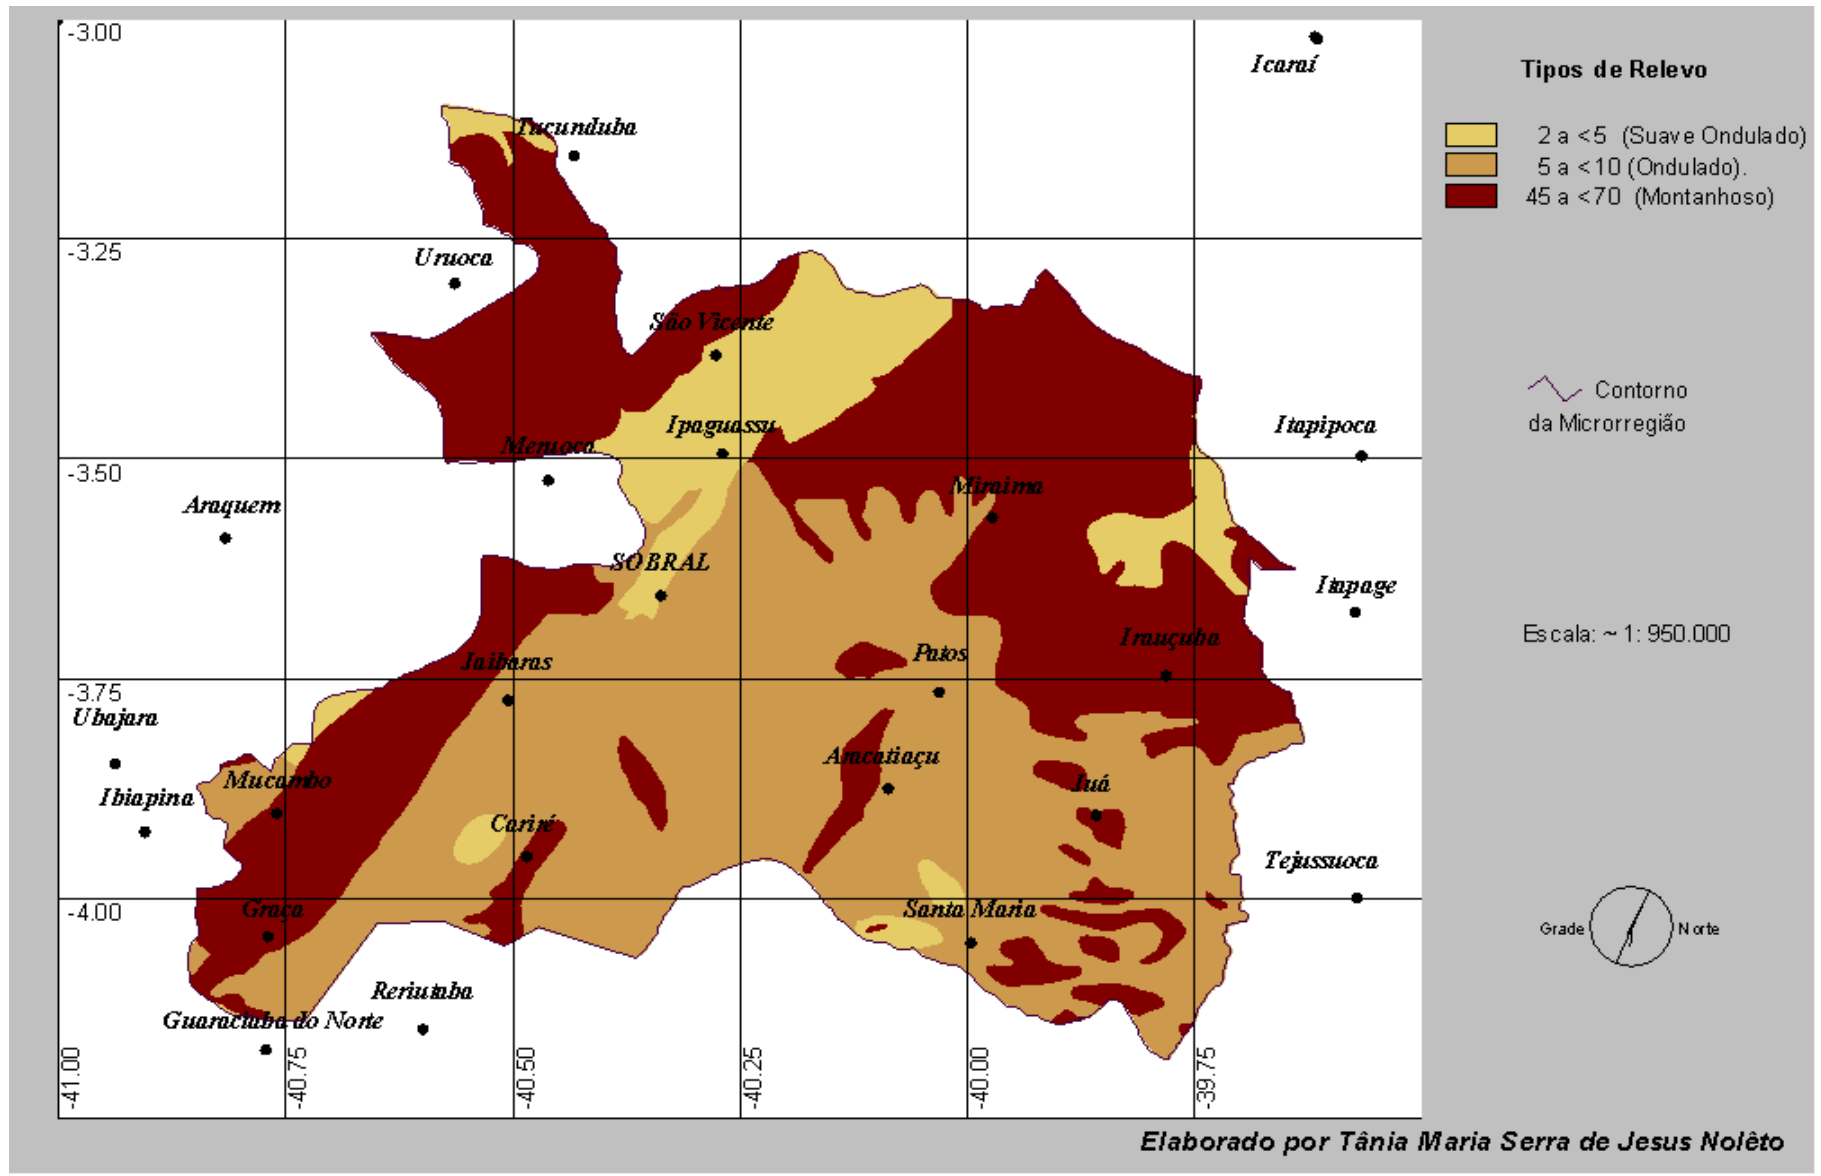 -3.00
Icaraí
Tipos de Relevo
Tucunduba
2 a <5 (Suave Ondulado)
5 a <10 (Ondulado).
45 a <70 (Montanhoso)
-3.25
Uruoca
São Vicente
Contorno
da Microrregião
Ipaguassu
Itapipoca
Meruoca
-3.50
Miraima
Araquem
SOBRAL
Itapage
Escala: ~ 1: 950.000
Irauçuba
Patos
Jaibaras
-3.75
Ubajara
Aracatiaçu
Mucambo
Juá
Ibiapina
Cariré
Tejussuoca
-4.00
Graça
Santa Maria
Grade
Norte
Reriutaba
Guaraciaba do Norte
-41.00
-40.75
-40.50
-40.25
-40.00
-39.75
Elaborado por Tânia Maria Serra de Jesus Nolêto